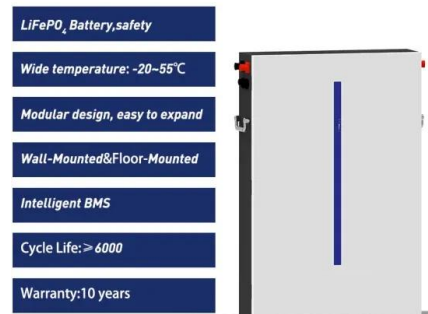 LiFePO₄ Battery,safety
Wide temperature: -20~55℃
Modular design, easy to expand
Wall-Mounted&Floor-Mounted
Intelligent BMS
Cycle Life:≥6000
Warranty:10 years